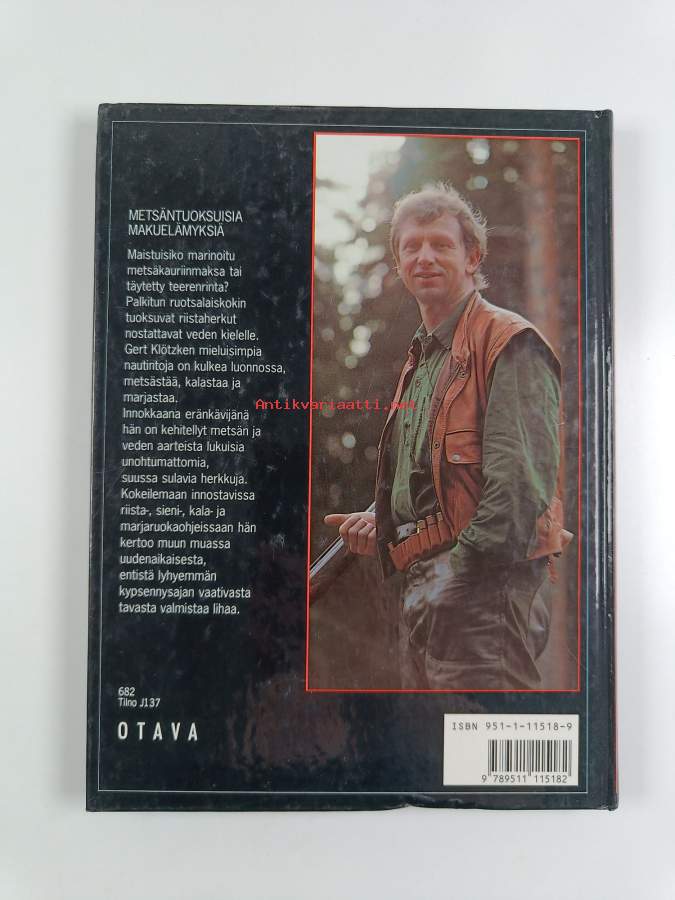 METSÄNTUOKSUISIA
MAKUELÄMYKSIÄ
Maistuisiko marinoitu
metsäkauriinmaksa tai
täytetty teerenrinta?
Palkitun ruotsalaiskokin
tuoksuvat riistaherkut
nostattavat veden kielelle.
Gert Klötzken mieluisimpia
nautintoja on kulkea luonnossa,
metsästää, kalastaa ja
marjastaa.
Innokkaana eränkävijänä
hän on kehitellyt metsän ja
veden aarteista lukuisia
unohtumattomia,
suussa sulavia herkkuja.
Kokeilemaan innostavissa
riista-, sieni-, kala- ja
marjaruokaohjeissaan hän
kertoo muun muassa
uudenaikaisesta,
entistä lyhyemmän
kypsennysajan vaativasta
tavasta valmistaa lihaa.
682
Tilno J137
OTAVA
Antikvariaatti.net
ISBN 951-1-11518-9
9 789511 115182